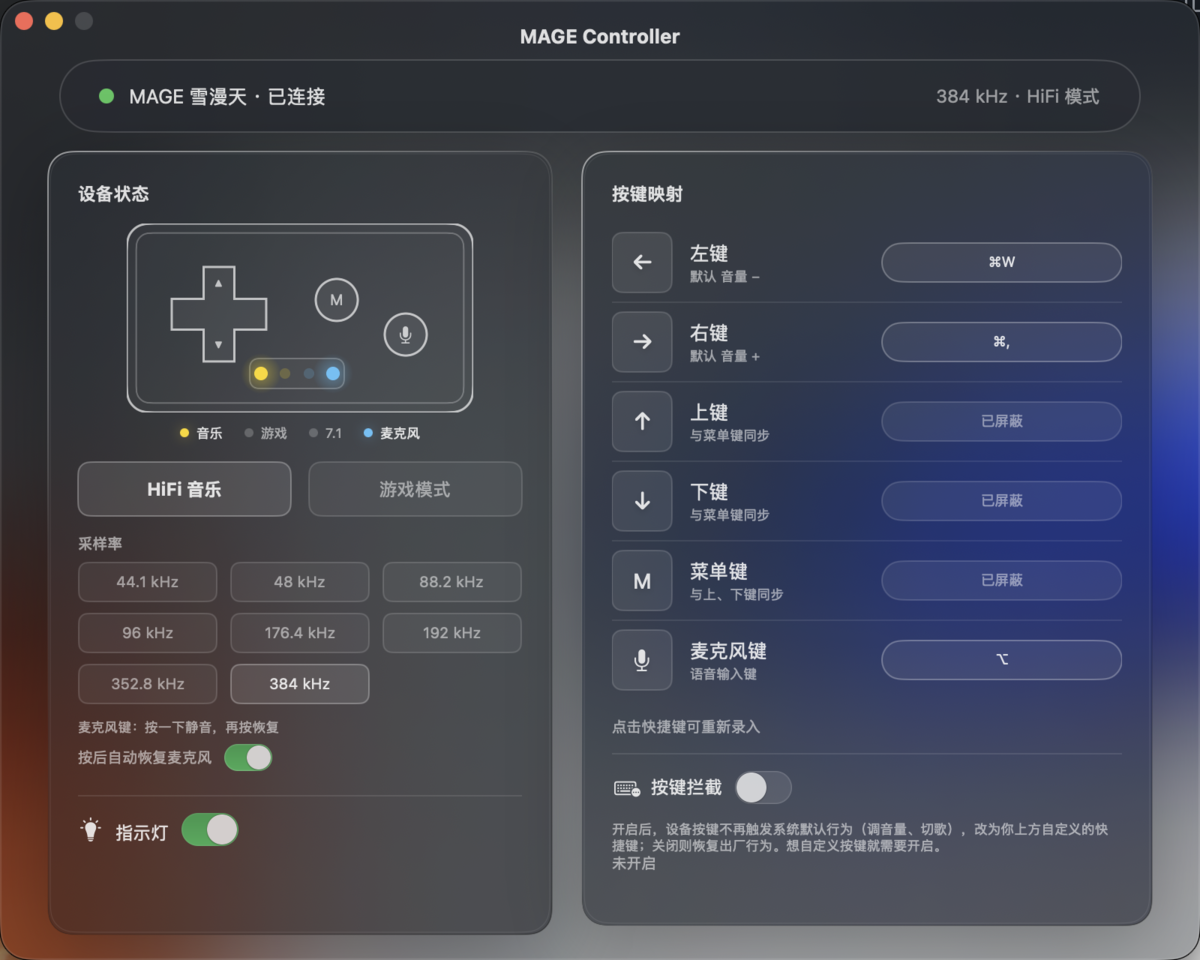 MAGE Controller
MAGE 雪漫天 · 已连接
384 kHz · HiFi 模式
设备状态
M
音乐 游戏 7.1 麦克风
HiFi 音乐 游戏模式
采样率
44.1 kHz 48 kHz 88.2 kHz
96 kHz 176.4 kHz 192 kHz
352.8 kHz 384 kHz
麦克风键：按一下静音，再按恢复
按后自动恢复麦克风
指示灯
按键映射
← 左键 ⌘W
默认 音量 −
→ 右键 ⌘,
默认 音量 +
↑ 上键 已屏蔽
与菜单键同步
↓ 下键 已屏蔽
与菜单键同步
M 菜单键 已屏蔽
与上、下键同步
麦克风键 ⌥
语音输入键
点击快捷键可重新录入
按键拦截
开启后，设备按键不再触发系统默认行为（调音量、切歌），改为你上方自定义的快
捷键；关闭则恢复出厂行为。想自定义按键就需要开启。
未开启